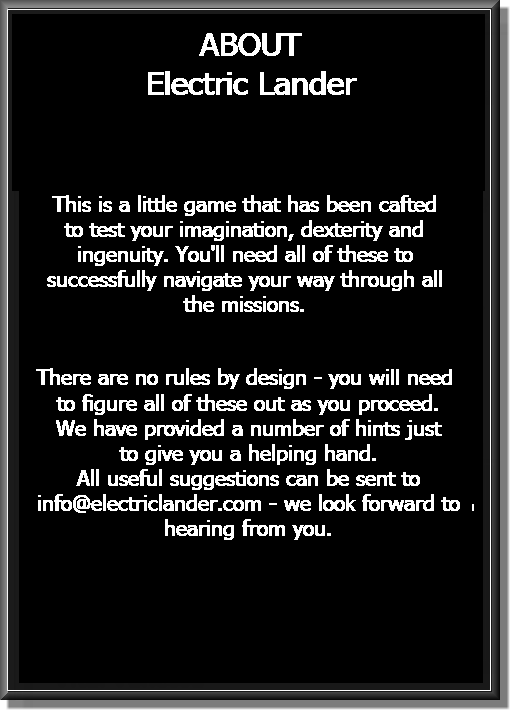 ABOUT
Electric Lander
This is a little game that has been cafted
to test your imagination, dexterity and
ingenuity. You'll need all of these to
successfully navigate your way through all
the missions.
There are no rules by design - you will need
to figure all of these out as you proceed.
We have provided a number of hints just
to give you a helping hand.
All useful suggestions can be sent to
info@electriclander.com - we look forward to
hearing from you.